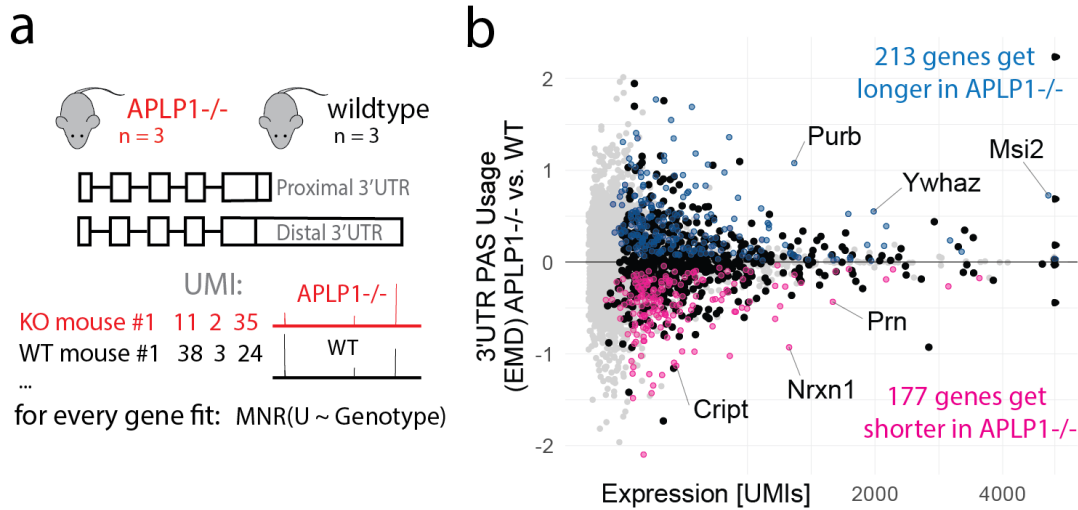 a
APLP1-/-
n = 3
wildtype
n = 3
Proximal 3'UTR
Distal 3'UTR
UMI:
KO mouse #1 11 2 35
WT mouse #1 38 3 24
...
APLP1-/-
WT
for every gene fit: MNR(U ~ Genotype)
b
3'UTR PAS Usage
(EMD) APLP1-/- vs. WT
2
1
0
-1
-2
213 genes get
longer in APLP1-/-
Purb
Msi2
Ywhaz
Prn
Nrxn1
Cript
177 genes get
shorter in APLP1-/-
Expression [UMIs] 2000 4000